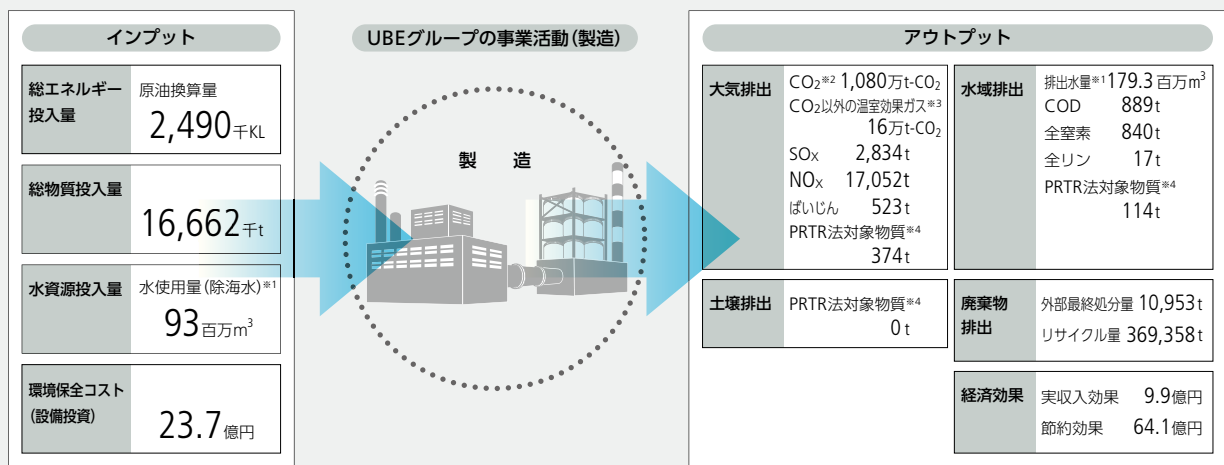 インプット
総エネルギー
投入量
原油換算量
2,490千KL
総物質投入量
16,662千t
水資源投入量
水使用量(除海水)※1
93百万m³
環境保全コスト
(設備投資)
23.7億円
UBEグループの事業活動(製造)
製 造
アウトプット
大気排出
CO₂※2 1,080万t-CO₂
CO₂以外の温室効果ガス※3
16万t-CO₂
SOx 2,834t
NOx 17,052t
ばいじん 523t
PRTR法対象物質※4
374t
水域排出
排出水量※1 179.3百万m³
COD 889t
全窒素 840t
全リン 17t
PRTR法対象物質※4
114t
土壌排出
PRTR法対象物質※4
0t
廃棄物
排出
外部最終処分量 10,953t
リサイクル量 369,358t
経済効果
実収入効果 9.9億円
節約効果 64.1億円